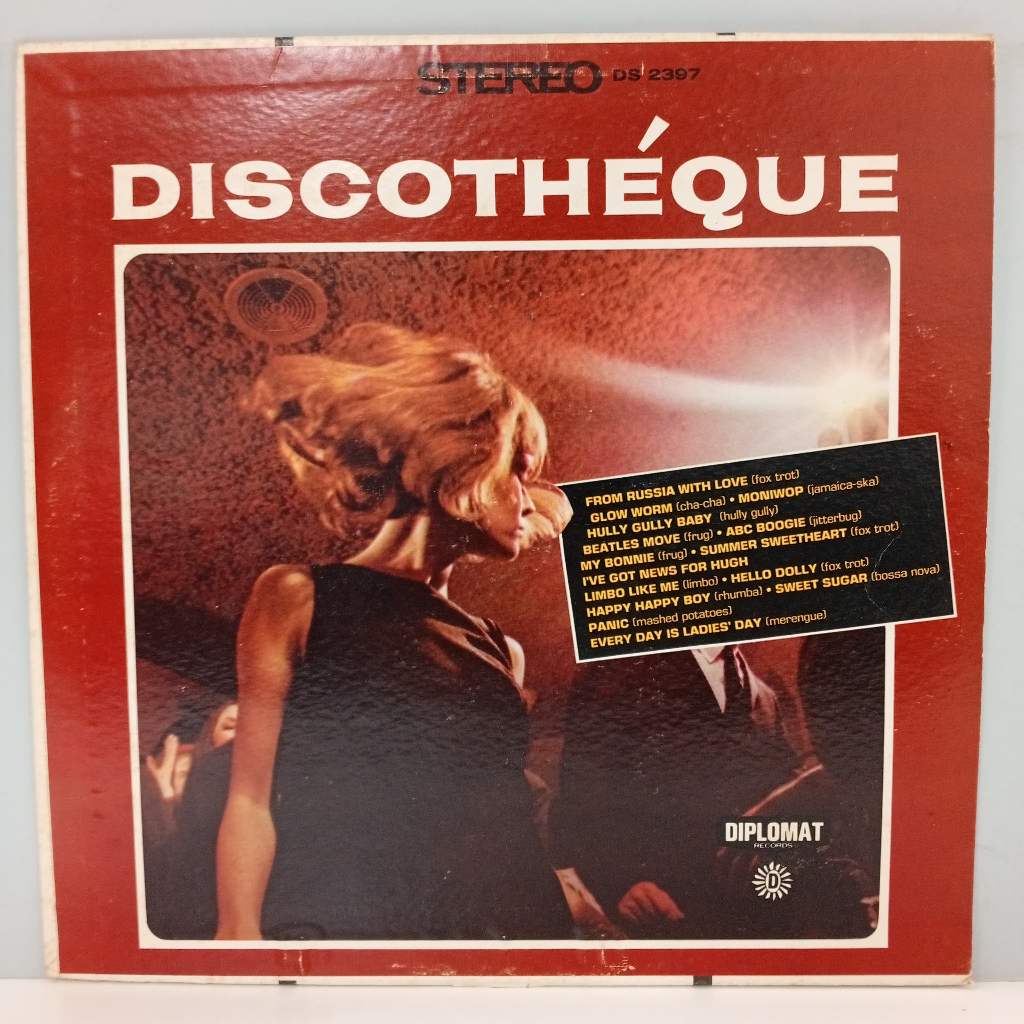 STEREO DS 2397
DISCOTHÉQUE
FROM RUSSIA WITH LOVE (fox trot)
GLOW WORM (cha-cha) • MONIWOP (jamaica-ska)
HULLY GULLY BABY (hully gully)
BEATLES MOVE (frug) • ABC BOOGIE (jitterbug)
MY BONNIE (frug) • SUMMER SWEETHEART (fox trot)
I'VE GOT NEWS FOR HUGH
LIMBO LIKE ME (limbo) • HELLO DOLLY (fox trot)
HAPPY HAPPY BOY (rhumba) • SWEET SUGAR (bossa nova)
PANIC (mashed potatoes)
EVERY DAY IS LADIES' DAY (merengue)
DIPLOMAT
RECORDS
D